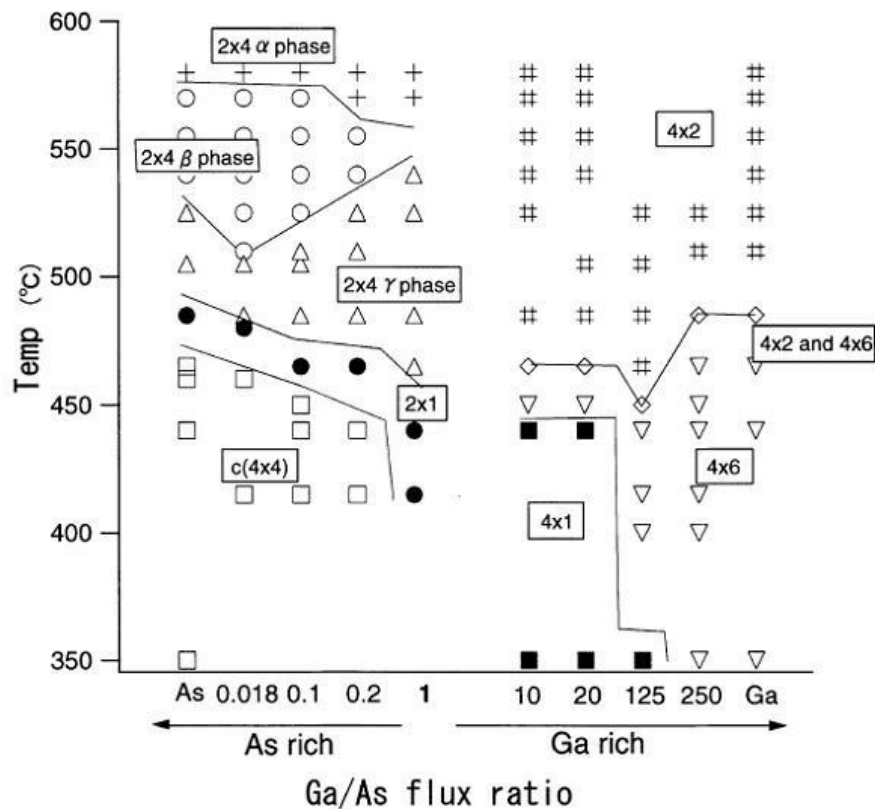 600
550
500
450
400
350
Temp (°C)
2x4 α phase
2x4 β phase
2x4 γ phase
2x1
c(4x4)
4x2
4x2 and 4x6
4x6
4x1
As 0.018 0.1 0.2 1 10 20 125 250 Ga
As rich Ga rich
Ga/As flux ratio